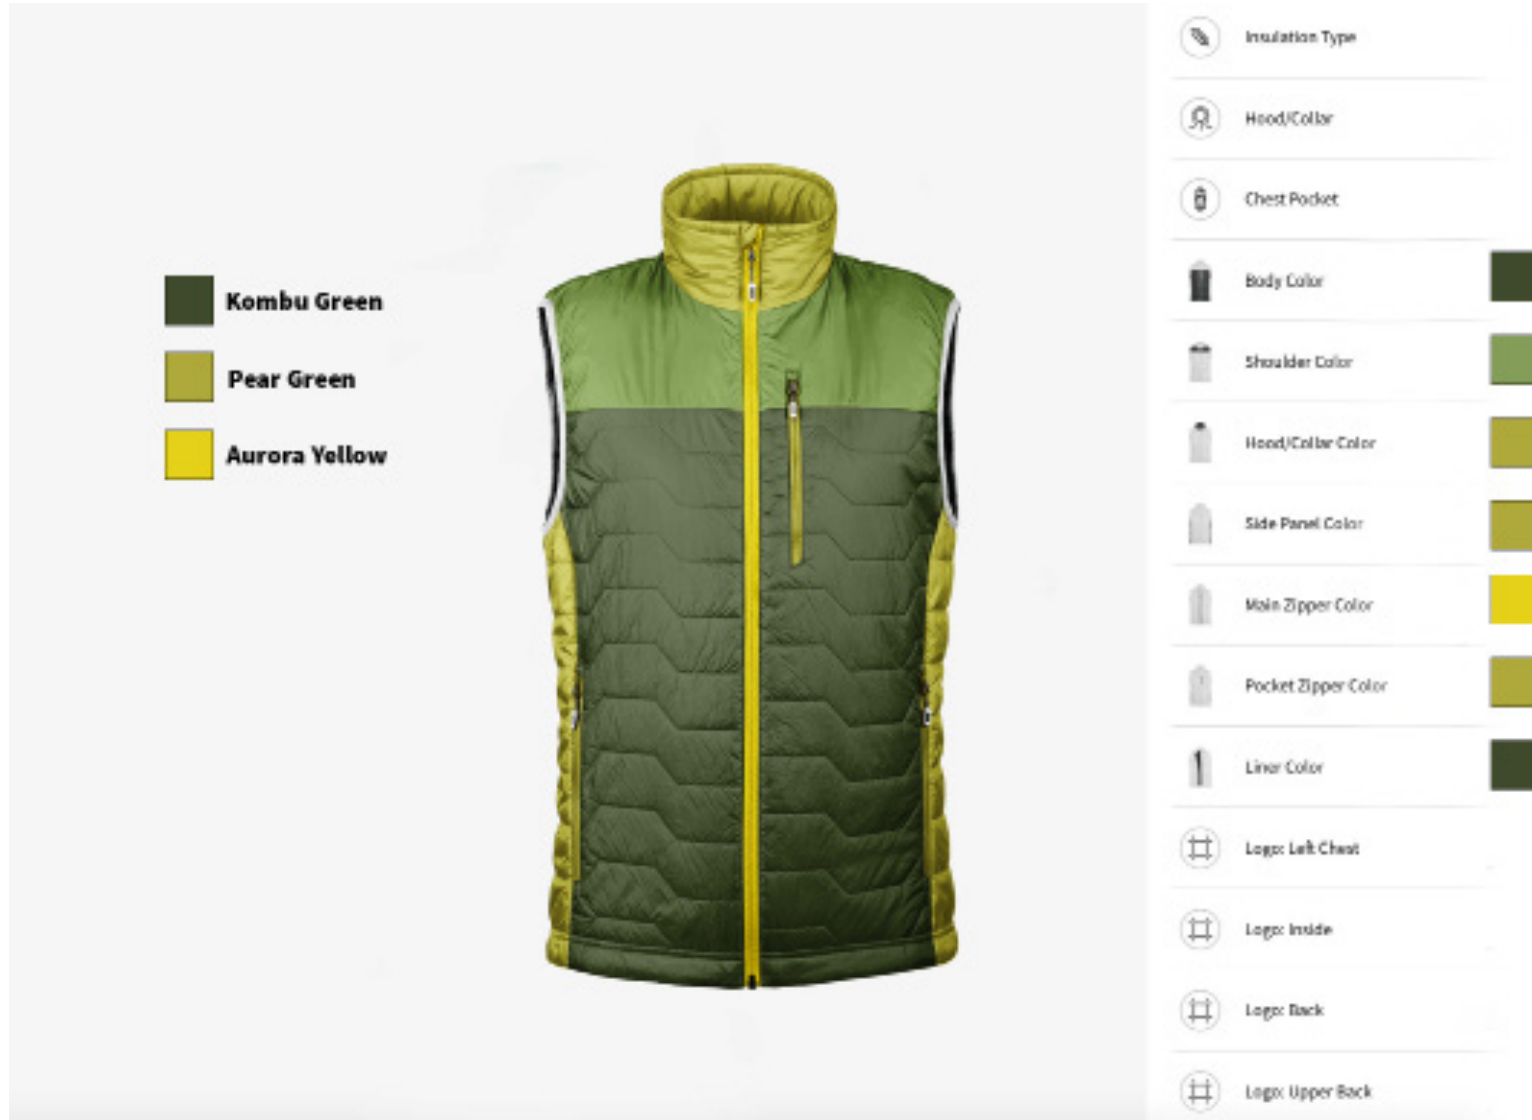 Kombu Green
Pear Green
Aurora Yellow
Insulation Type
Hood/Collar
Chest Pocket
Body Color
Shoulder Color
Hood/Collar Color
Side Panel Color
Main Zipper Color
Pocket Zipper Color
Liner Color
Logo: Left Chest
Logo: Inside
Logo: Back
Logo: Upper Back